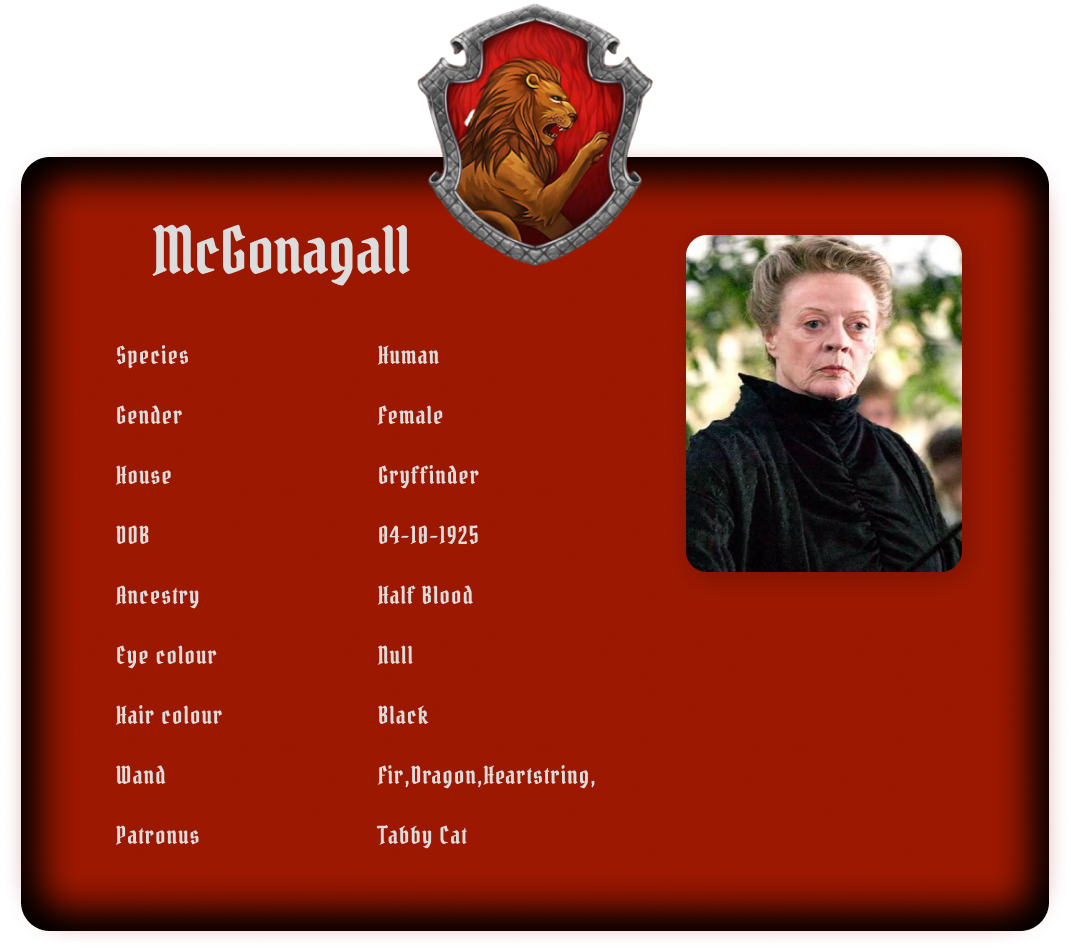 McGonagall
Species Human
Gender Female
House Gryffinder
DOB 04-10-1925
Ancestry Half Blood
Eye colour Null
Hair colour Black
Wand Fir,Dragon,Heartstring,
Patronus Tabby Cat